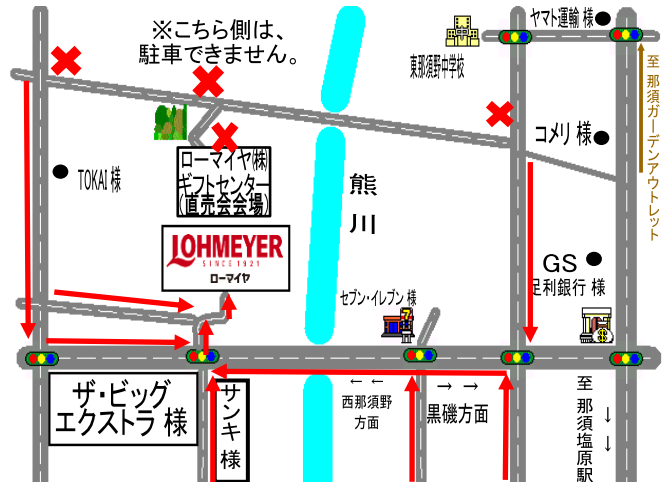 ※こちら側は、
駐車できません。
ヤマト運輸 様
東那須野中学校
至 那須ガーデンアウトレット
コメリ 様
TOKAI 様
ローマイヤ㈱
ギフトセンター
(直売会会場)
熊川
LOHMEYER
SINCE 1921
ローマイヤ
GS
足利銀行 様
セブン・イレブン 様
7
ザ・ビッグ
エクストラ 様
サンキ 様
← ←
西那須野
方面
→ →
黒磯方面
至 那須塩原駅
→ →